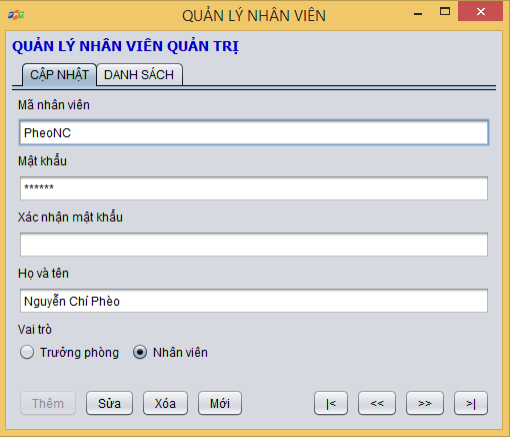 QUẢN LÝ NHÂN VIÊN
QUẢN LÝ NHÂN VIÊN QUẢN TRỊ
CẬP NHẬT DANH SÁCH
Mã nhân viên
PheoNC
Mật khẩu
******
Xác nhận mật khẩu
Họ và tên
Nguyễn Chí Phèo
Vai trò
Trưởng phòng Nhân viên
Thêm Sửa Xóa Mới |< << >> >|